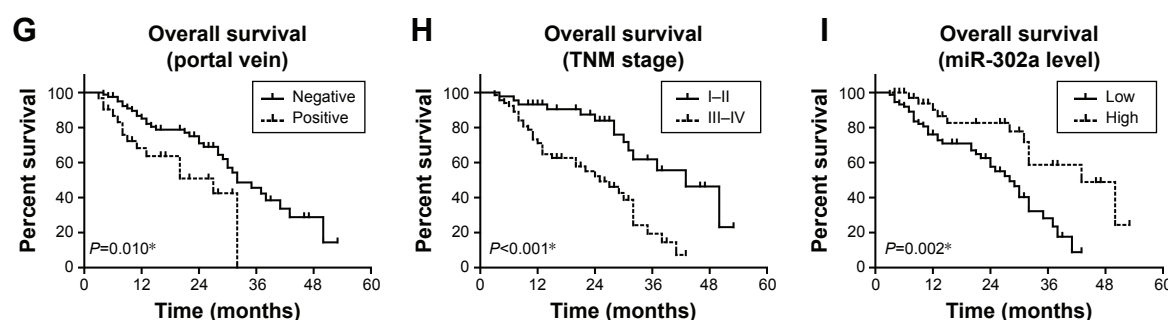 G
Overall survival
(portal vein)
Percent survival
100
80
60
40
20
0
Negative
Positive
P=0.010*
0 12 24 36 48 60
Time (months)
H
Overall survival
(TNM stage)
Percent survival
100
80
60
40
20
0
I–II
III–IV
P<0.001*
0 12 24 36 48 60
Time (months)
I
Overall survival
(miR-302a level)
Percent survival
100
80
60
40
20
0
Low
High
P=0.002*
0 12 24 36 48 60
Time (months)